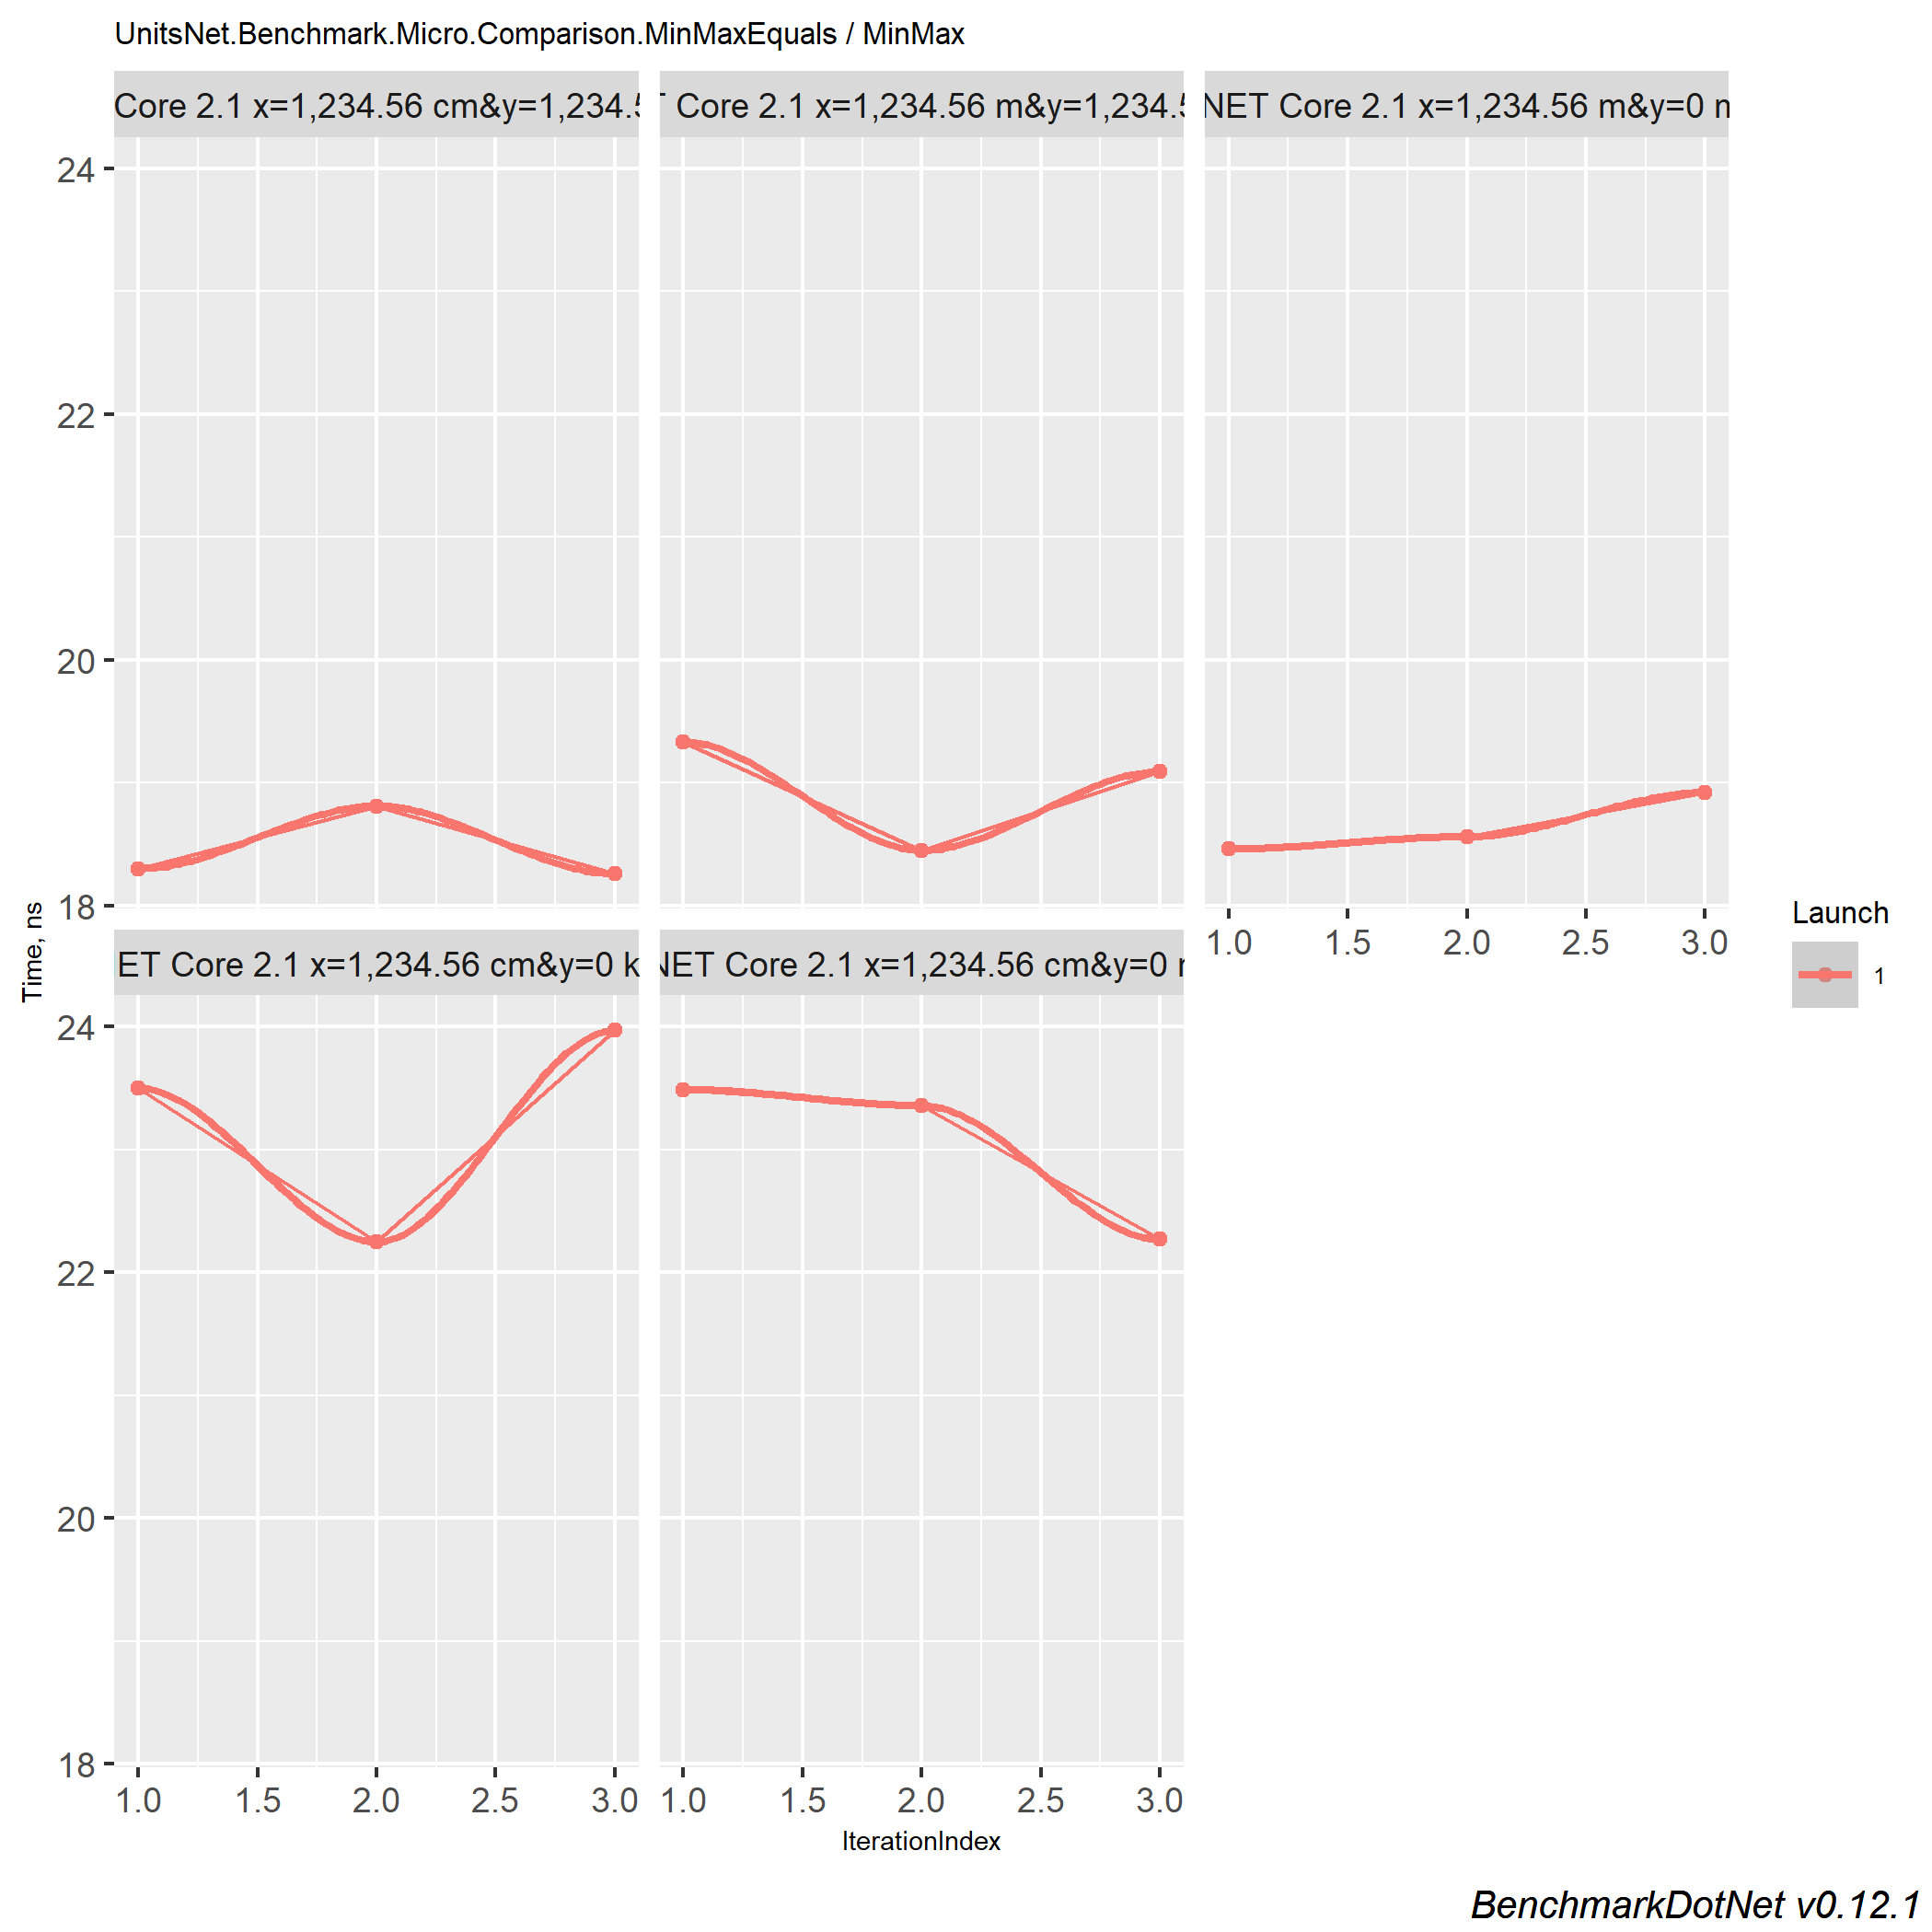 UnitsNet.Benchmark.Micro.Comparison.MinMaxEquals / MinMax
Core 2.1 x=1,234.56 cm&y=1,234.5
Core 2.1 x=1,234.56 m&y=1,234.5
NET Core 2.1 x=1,234.56 m&y=0
24
22
20
18
1.0 1.5 2.0 2.5 3.0
Time, ns
Launch
1
ET Core 2.1 x=1,234.56 cm&y=0 k
NET Core 2.1 x=1,234.56 cm&y=0
24
22
20
18
1.0 1.5 2.0 2.5 3.0
1.0 1.5 2.0 2.5 3.0
IterationIndex
BenchmarkDotNet v0.12.1